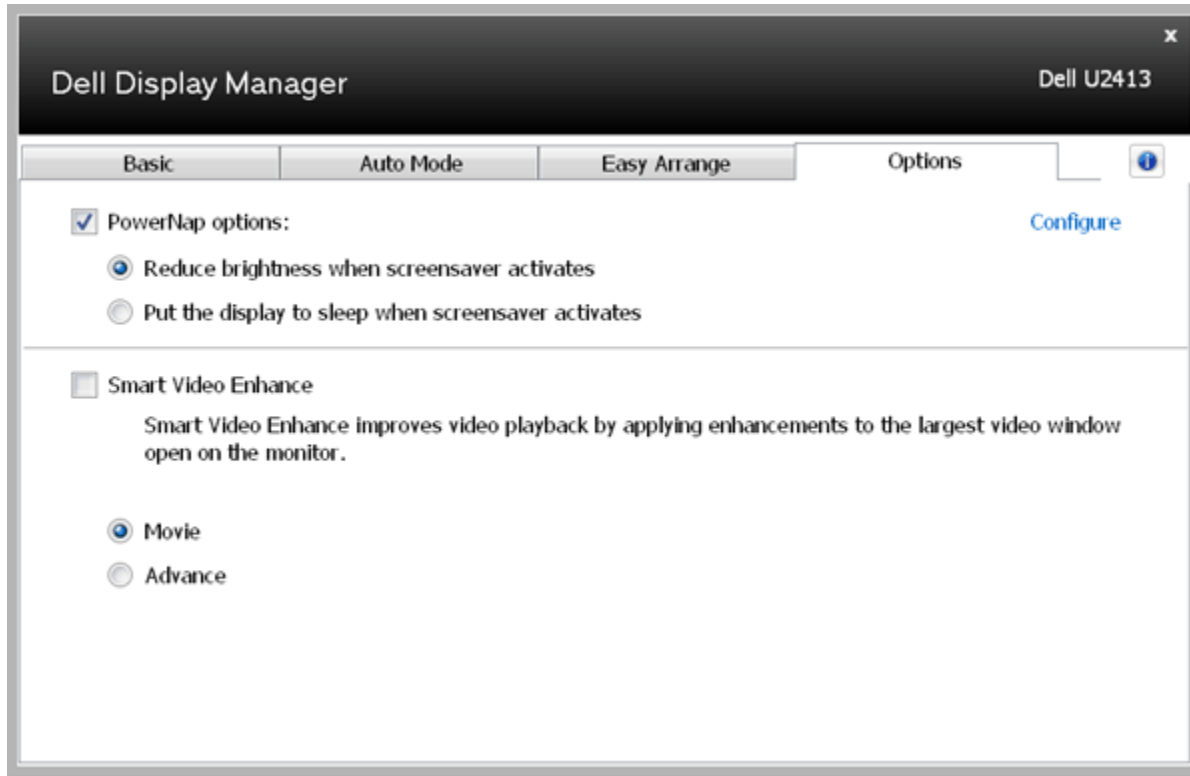 x
Dell Display Manager
Dell U2413
Basic
Auto Mode
Easy Arrange
Options
i
PowerNap options:
Configure
Reduce brightness when screensaver activates
Put the display to sleep when screensaver activates
Smart Video Enhance
Smart Video Enhance improves video playback by applying enhancements to the largest video window
open on the monitor.
Movie
Advance